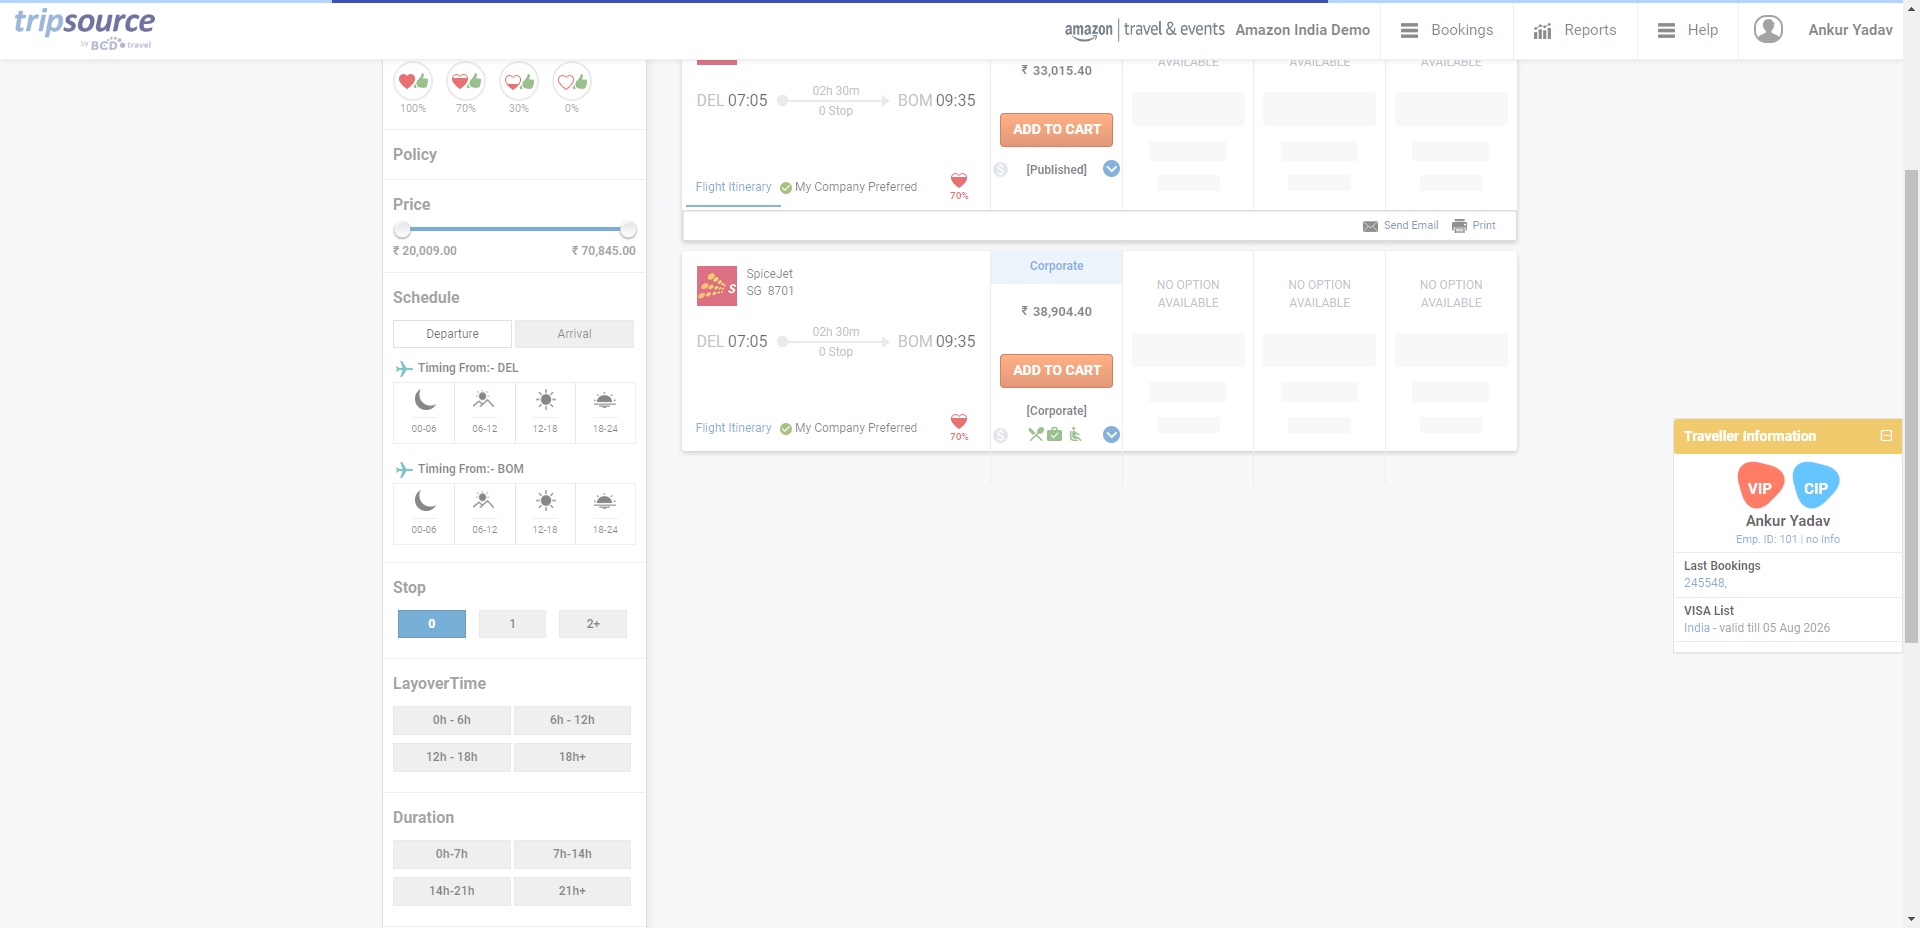 tripsource
by BCD travel
amazon travel & events Amazon India Demo
Bookings
Reports
Help
Ankur Yadav
100%
70%
30%
0%
Policy
Price
₹ 20,009.00
₹ 70,845.00
Schedule
Departure
Arrival
Timing From:- DEL
00-06
06-12
12-18
18-24
Timing From:- BOM
00-06
06-12
12-18
18-24
Stop
0
1
2+
LayoverTime
0h - 6h
6h - 12h
12h - 18h
18h+
Duration
0h-7h
7h-14h
14h-21h
21h+
DEL 07:05
02h 30m
0 Stop
BOM 09:35
Flight Itinerary
My Company Preferred
70%
₹ 33,015.40
ADD TO CART
[Published]
AVAILABLE
AVAILABLE
AVAILABLE
Send Email
Print
S
SpiceJet
SG 8701
DEL 07:05
02h 30m
0 Stop
BOM 09:35
Flight Itinerary
My Company Preferred
70%
Corporate
₹ 38,904.40
ADD TO CART
[Corporate]
NO OPTION
AVAILABLE
NO OPTION
AVAILABLE
NO OPTION
AVAILABLE
Traveller Information
VIP
CIP
Ankur Yadav
Emp. ID: 101 | no Info
Last Bookings
245548,
VISA List
India - valid till 05 Aug 2026